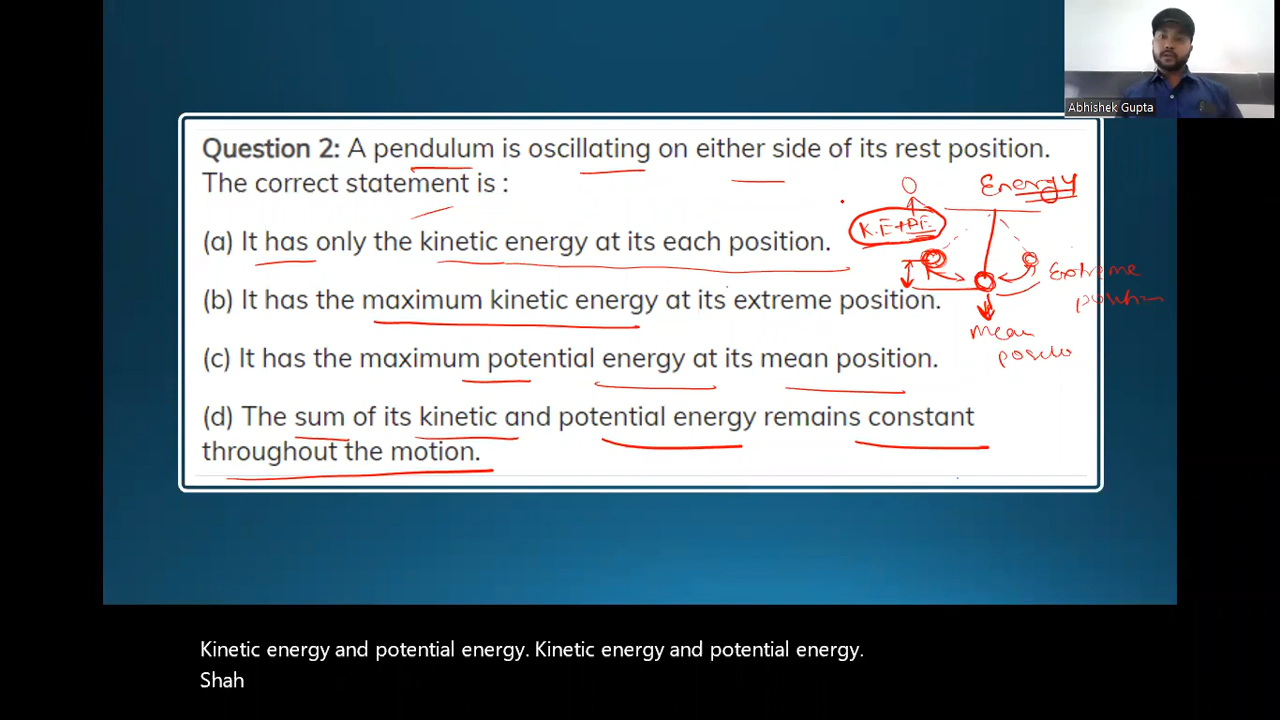 Abhishek Gupta
Question 2: A pendulum is oscillating on either side of its rest position.
The correct statement is :
(a) It has only the kinetic energy at its each position.
(b) It has the maximum kinetic energy at its extreme position.
(c) It has the maximum potential energy at its mean position.
(d) The sum of its kinetic and potential energy remains constant
throughout the motion.
Energy
O
K.E+P.E
Extreme
position
mean
Kinetic energy and potential energy. Kinetic energy and potential energy.
Shah